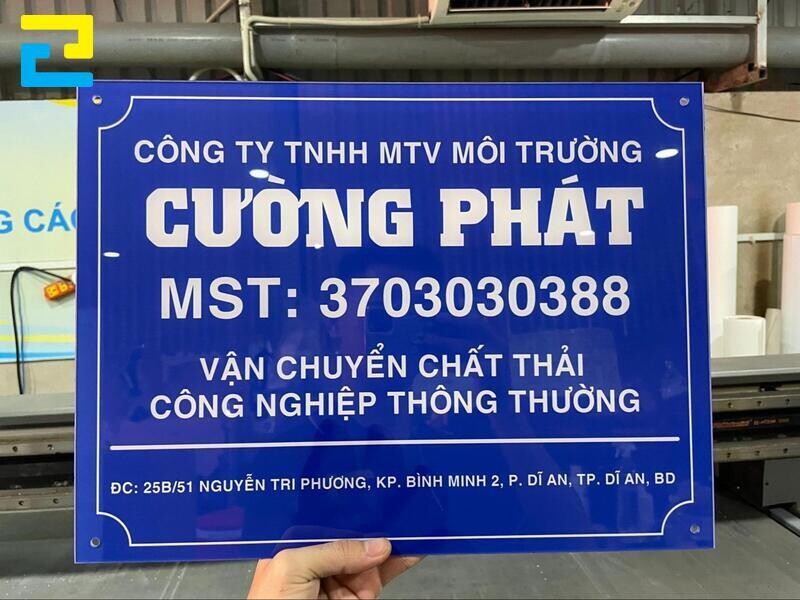 CÔNG TY TNHH MTV MÔI TRƯỜNG
CƯỜNG PHÁT
MST: 3703030388
VẬN CHUYỂN CHẤT THẢI
CÔNG NGHIỆP THÔNG THƯỜNG
ĐC: 25B/51 NGUYỄN TRI PHƯƠNG, KP. BÌNH MINH 2, P. DĨ AN, TP. DĨ AN, BD